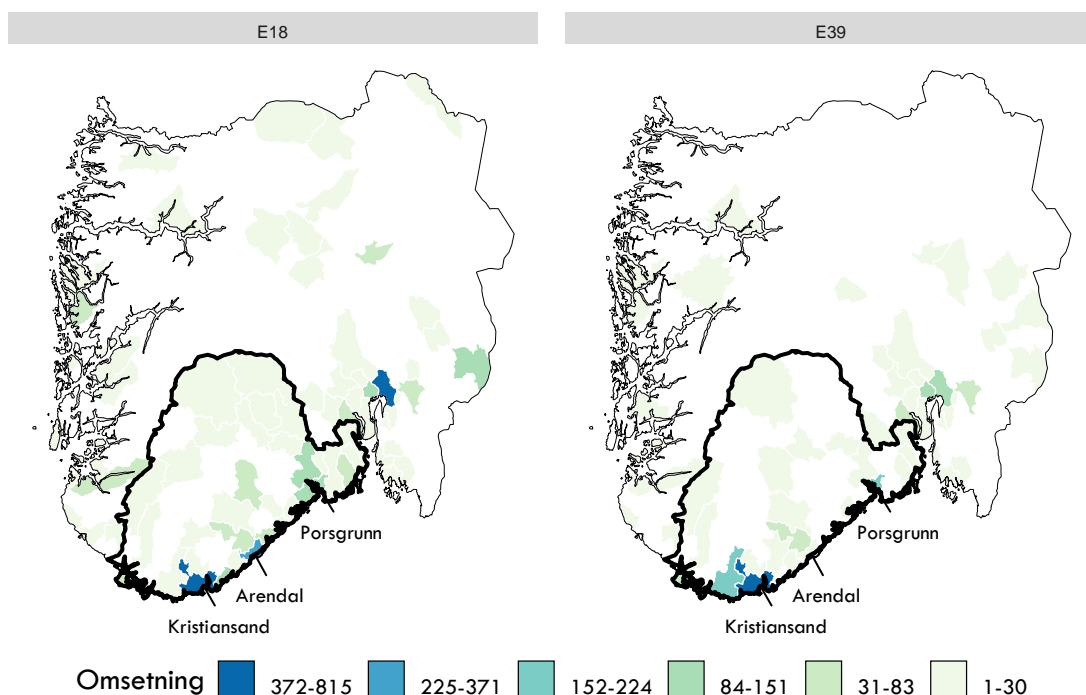 E18
E39
Porsgrunn
Arendal
Kristiansand
Porsgrunn
Arendal
Kristiansand
Omsetning 372-815 225-371 152-224 84-151 31-83 1-30